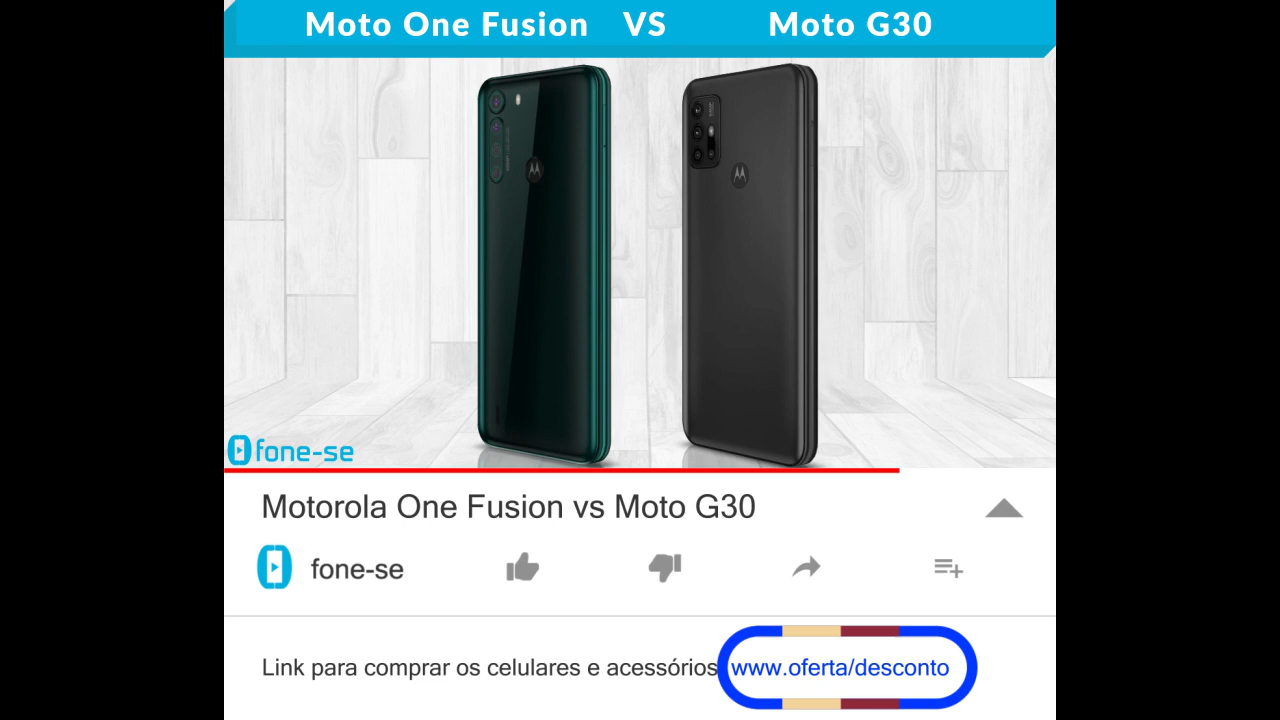 Moto One Fusion VS Moto G30
fone-se
Motorola One Fusion vs Moto G30
fone-se
Link para comprar os celulares e acessórios www.oferta/desconto